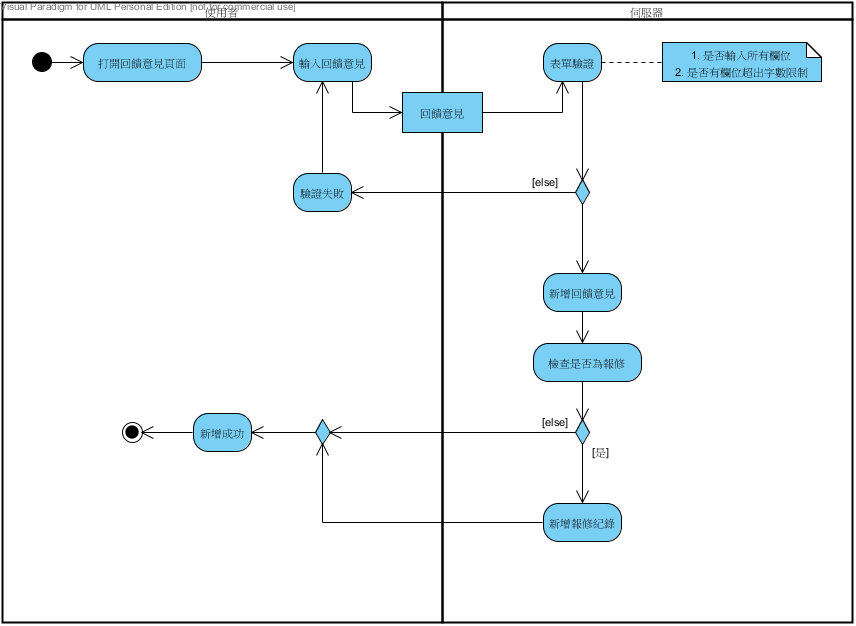 Visual Paradigm for UML Personal Edition [not for commercial use]
使用者
伺服器
打開回饋意見頁面
輸入回饋意見
表單驗證
1. 是否輸入所有欄位
2. 是否有欄位超出字數限制
回饋意見
[else]
驗證失敗
新增回饋意見
檢查是否為報修
[else]
新增成功
[是]
新增報修紀錄